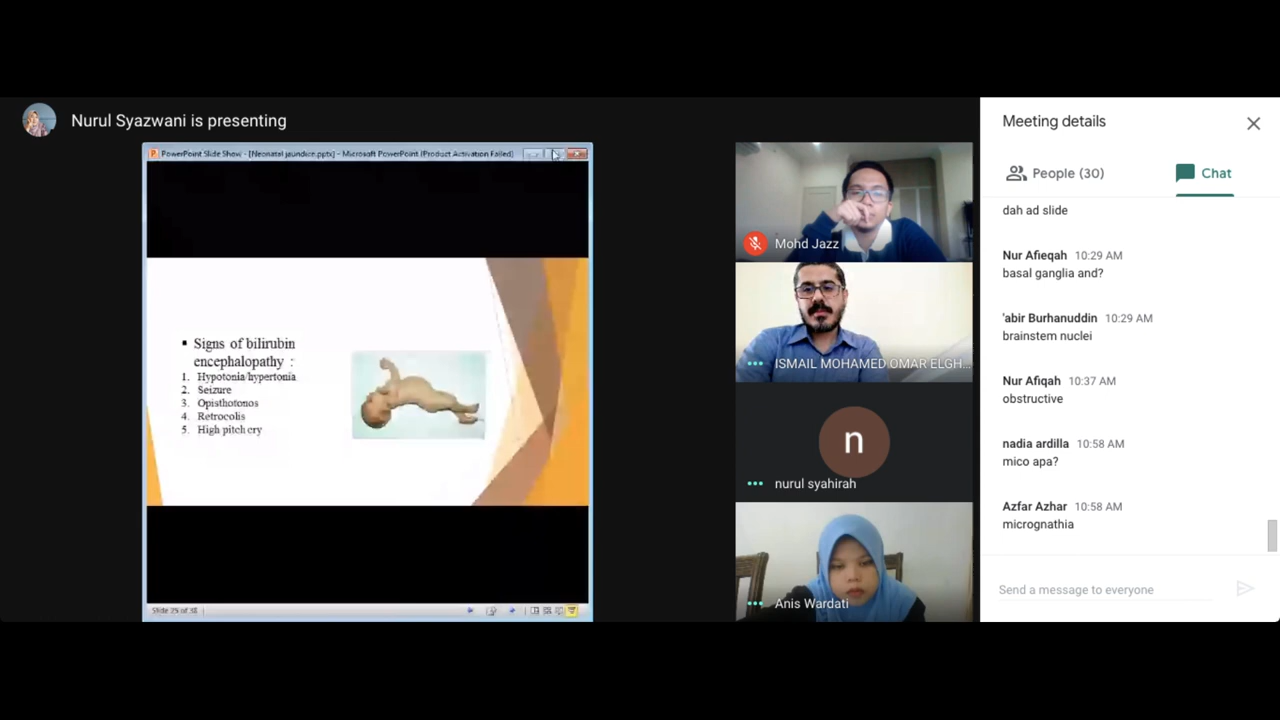 Nurul Syazwani is presenting
PowerPoint Slide Show - [Neonatal jaundice.pptx] - Microsoft PowerPoint (Product Activation Failed)
Signs of bilirubin
encephalopathy :
1. Hypotonia/hypertonia
2. Seizure
3. Opisthotonos
4. Retrocolis
5. High pitch cry
Slide 25 of 38
Mohd Jazz
ISMAIL MOHAMED OMAR ELGH...
n
nurul syahirah
Anis Wardati
Meeting details
People (30)
Chat
dah ad slide
Nur Afieqah 10:29 AM
basal ganglia and?
'abir Burhanuddin 10:29 AM
brainstem nuclei
Nur Afiqah 10:37 AM
obstructive
nadia ardilla 10:58 AM
mico apa?
Azfar Azhar 10:58 AM
micrognathia
Send a message to everyone